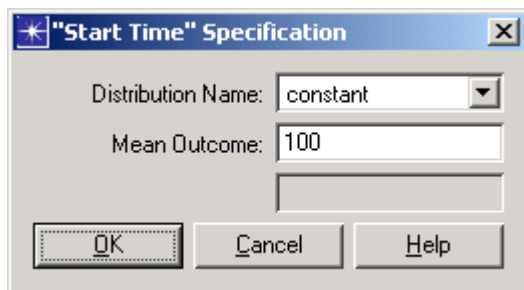 "Start Time" Specification
Distribution Name: constant
Mean Outcome: 100
OK Cancel Help